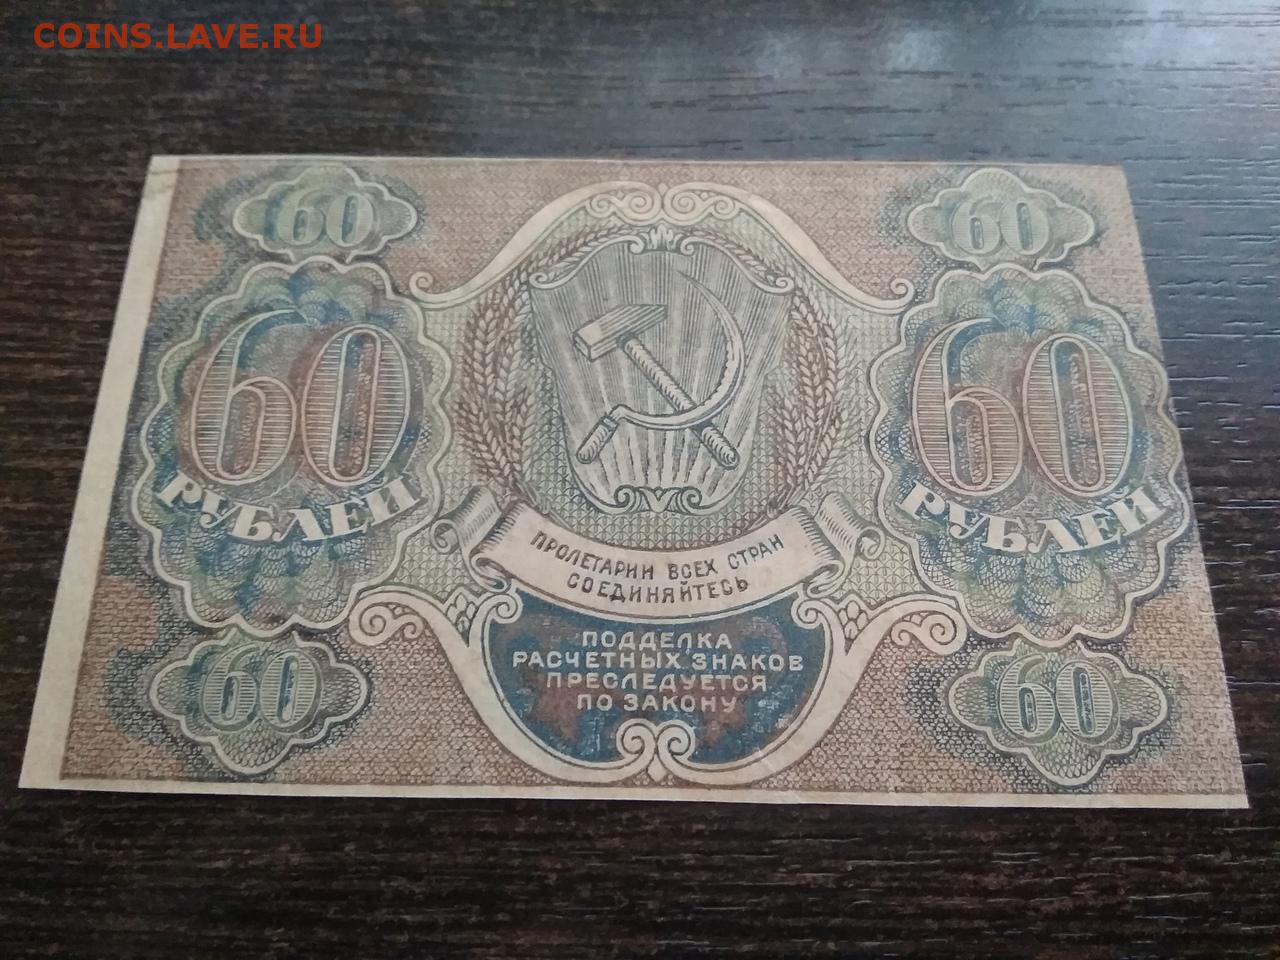 COINS.LAVE.RU
60
60
60
РУБЛЕЙ
60
РУБЛЕЙ
ПРОЛЕТАРИИ ВСЕХ СТРАН
СОЕДИНЯЙТЕСЬ
ПОДДЕЛКА
РАСЧЕТНЫХ ЗНАКОВ
ПРЕСЛЕДУЕТСЯ
ПО ЗАКОНУ
60
60